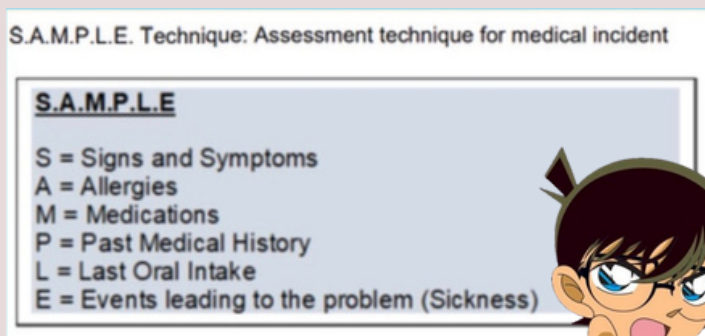 S.A.M.P.L.E. Technique: Assessment technique for medical incident
S.A.M.P.L.E
S = Signs and Symptoms
A = Allergies
M = Medications
P = Past Medical History
L = Last Oral Intake
E = Events leading to the problem (Sickness)